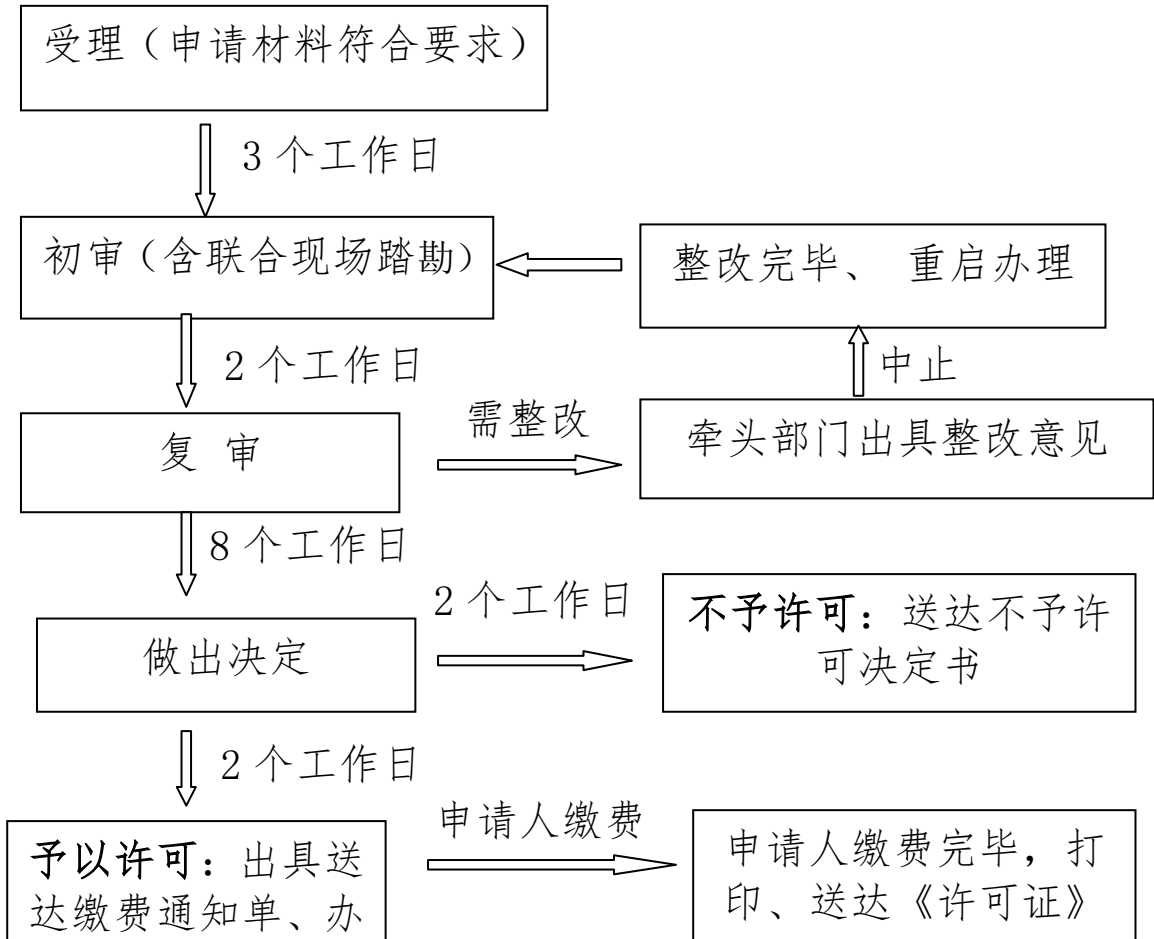 受理（申请材料符合要求）
3 个工作日
初审（含联合现场踏勘）
整改完毕、 重启办理
2 个工作日
中止
复 审
需整改
牵头部门出具整改意见
8 个工作日
做出决定
2 个工作日
不予许可：送达不予许
可决定书
2 个工作日
予以许可：出具送
达缴费通知单、办
申请人缴费
申请人缴费完毕，打
印、送达《许可证》